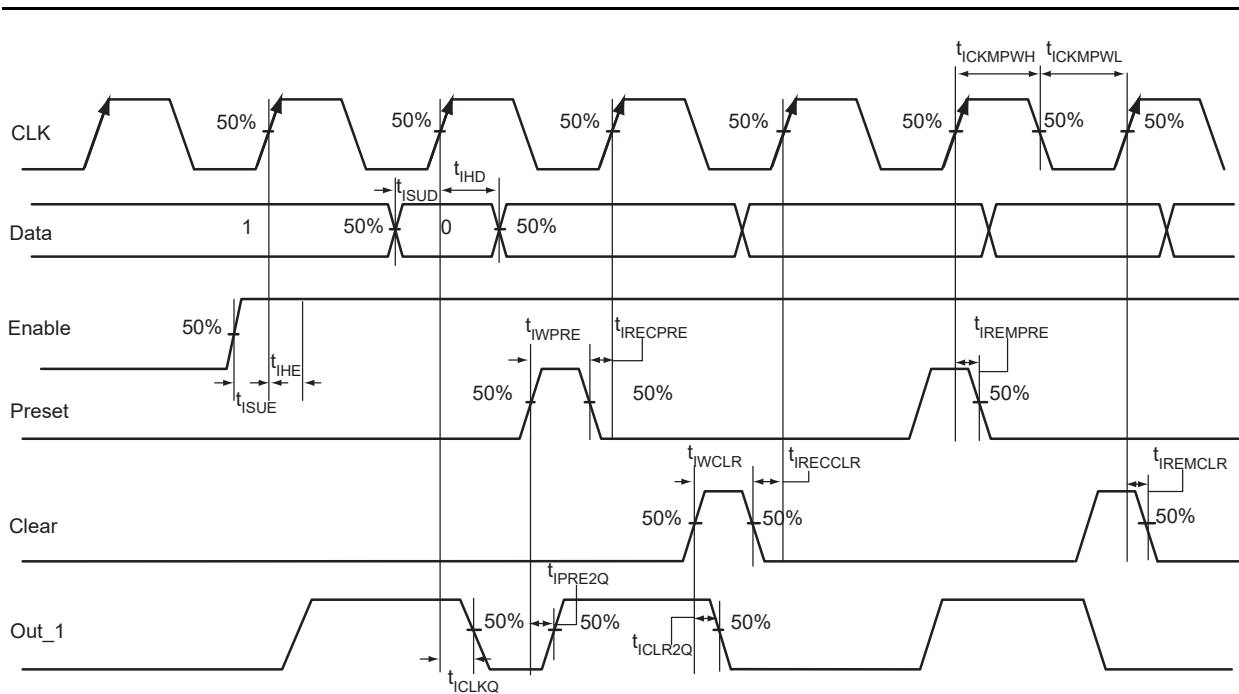 tICKMPWH tICKMPWL
CLK 50% 50% 50% 50% 50% 50% 50%
tISUD tIHD
Data 1 50% 0 50%
Enable 50%
tIWPRE tIRECPRE tIREMPRE
tIHE
tISUE
Preset 50% 50% 50%
tIWCLR tIRECCLR tIREMCLR
Clear 50% 50% 50%
tIPRE2Q
Out_1 50% 50% 50%
tICLR2Q
tICLKQ